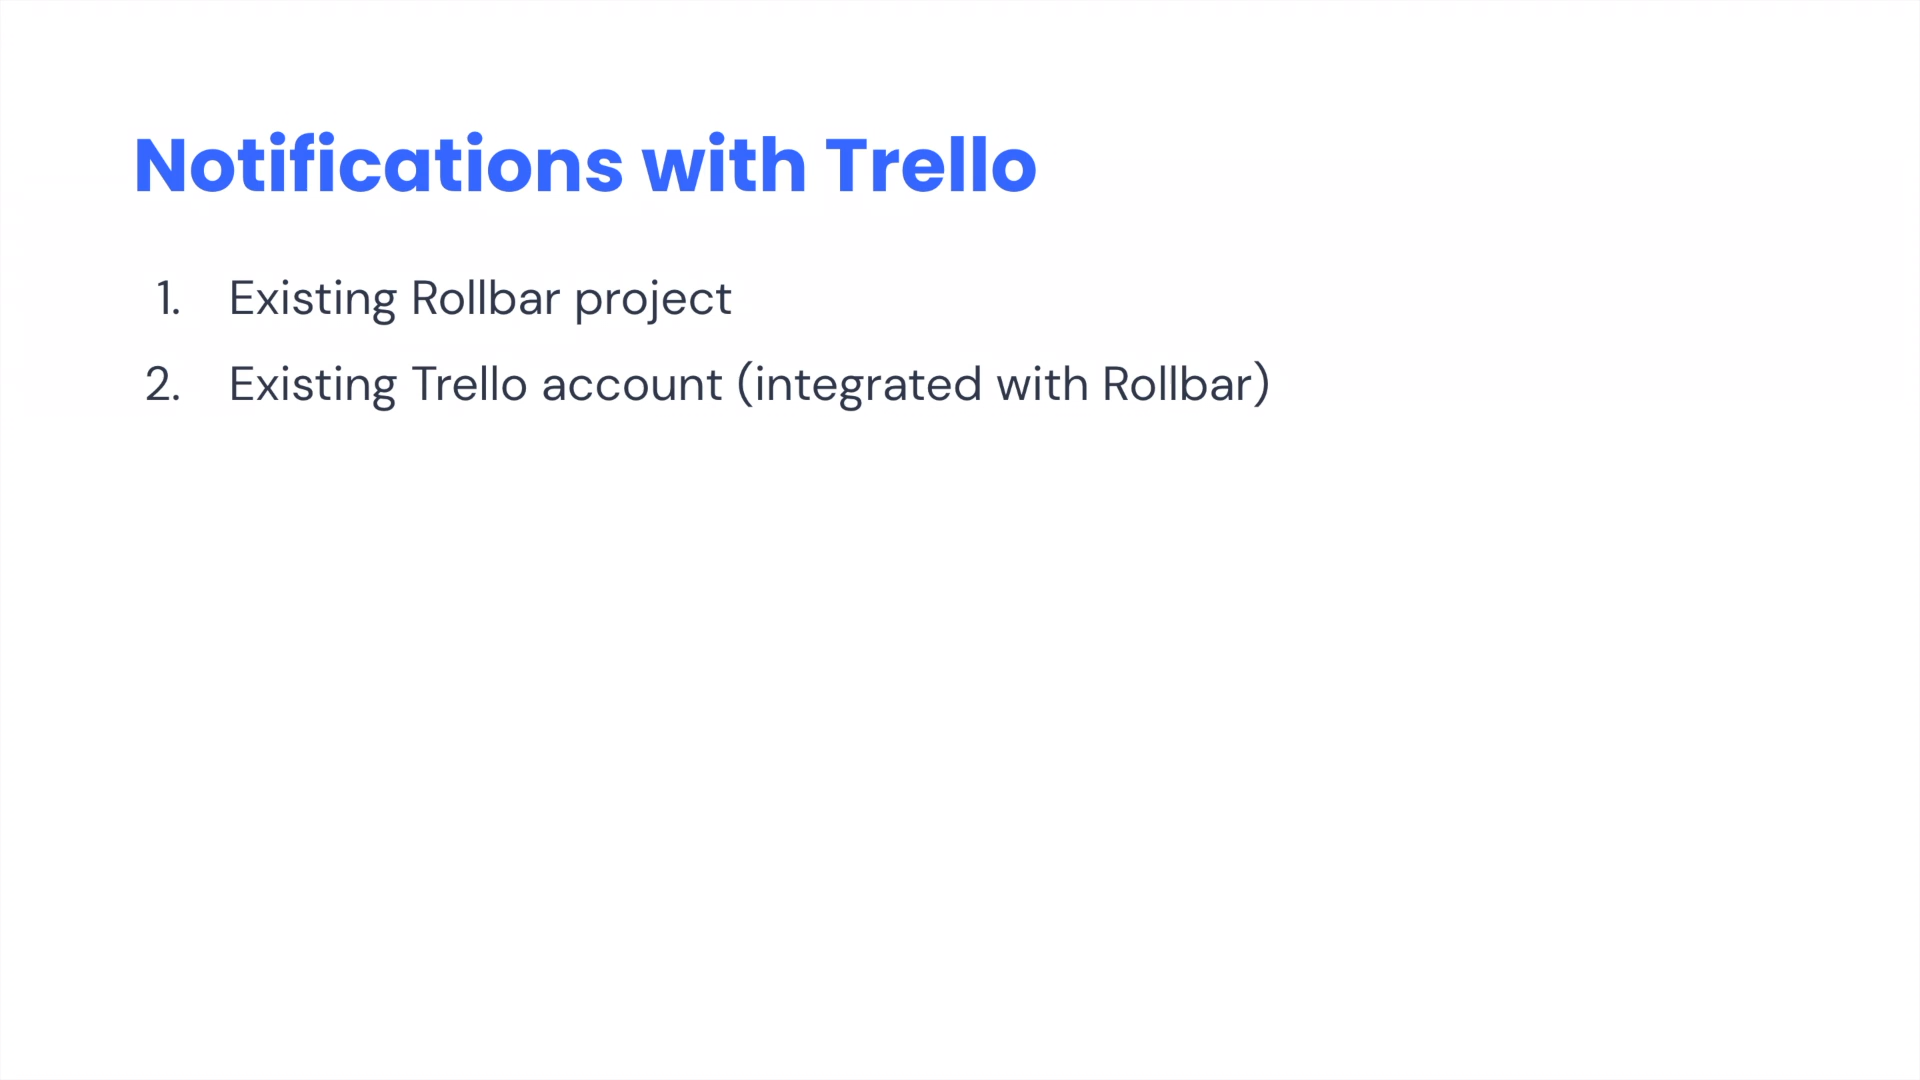 Notifications with Trello
1. Existing Rollbar project
2. Existing Trello account (integrated with Rollbar)